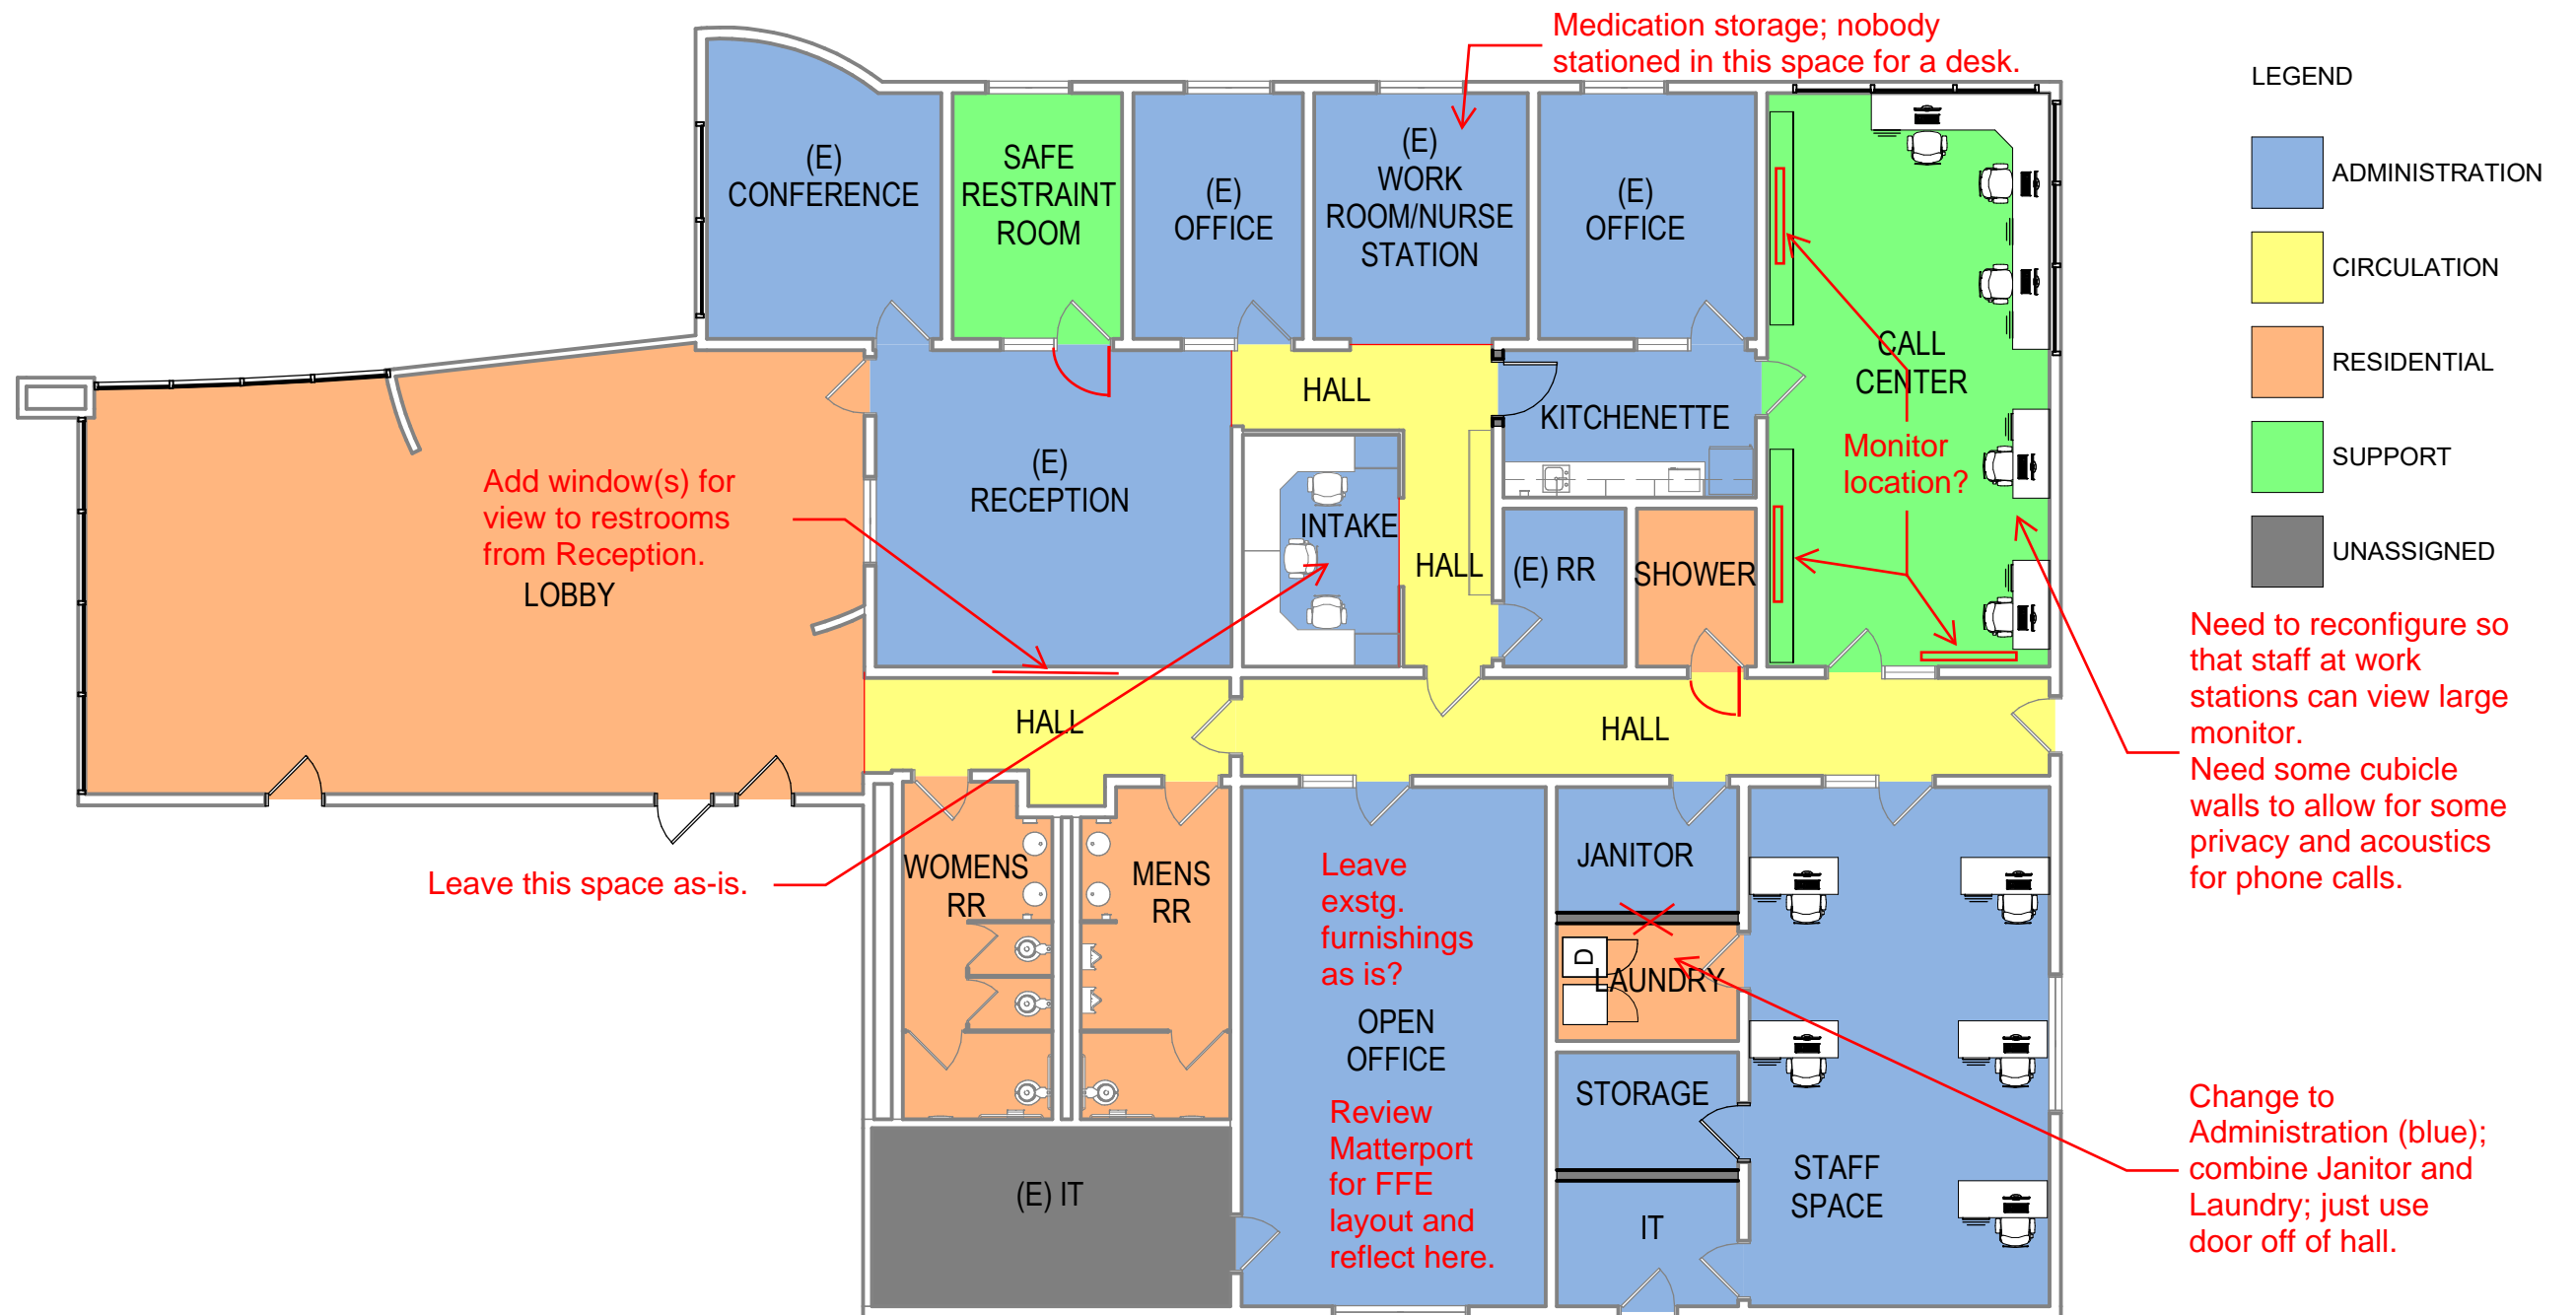 Medication storage; nobody
stationed in this space for a desk.
LEGEND
ADMINISTRATION
CIRCULATION
RESIDENTIAL
SUPPORT
UNASSIGNED
(E)
CONFERENCE
SAFE
RESTRAINT
ROOM
(E)
OFFICE
(E)
WORK
ROOM/NURSE
STATION
(E)
OFFICE
CALL
CENTER
Monitor
location?
HALL
KITCHENETTE
(E)
RECEPTION
Add window(s) for
view to restrooms
from Reception.
LOBBY
INTAKE
HALL
(E) RR
SHOWER
Need to reconfigure so
that staff at work
stations can view large
monitor.
Need some cubicle
walls to allow for some
privacy and acoustics
for phone calls.
HALL
HALL
Leave this space as-is.
WOMENS
RR
MENS
RR
Leave
exstg.
furnishings
as is?
OPEN
OFFICE
Review
Matterport
for FFE
layout and
reflect here.
JANITOR
D
LAUNDRY
STORAGE
IT
STAFF
SPACE
(E) IT
Change to
Administration (blue);
combine Janitor and
Laundry; just use
door off of hall.